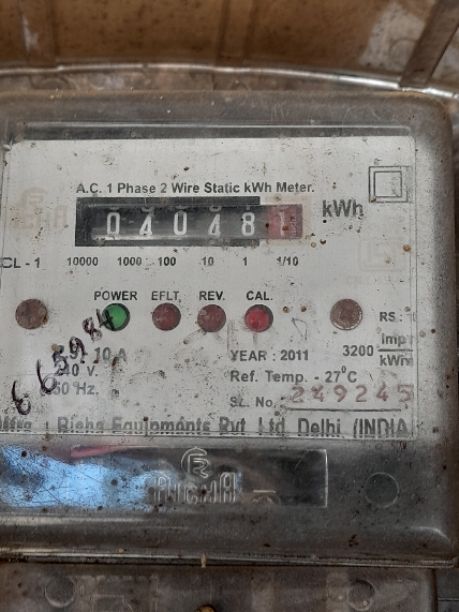 A.C. 1 Phase 2 Wire Static kWh Meter.
04048 kWh
CL - 1 10000 1000 100 10 1 1/10
POWER EFLT. REV. CAL.
RS :
imp
3200 kWh
10 A
YEAR : 2011
Ref. Temp. - 27°C
50 Hz.
SL. No. 249245
Pvt. Ltd. Delhi (INDIA